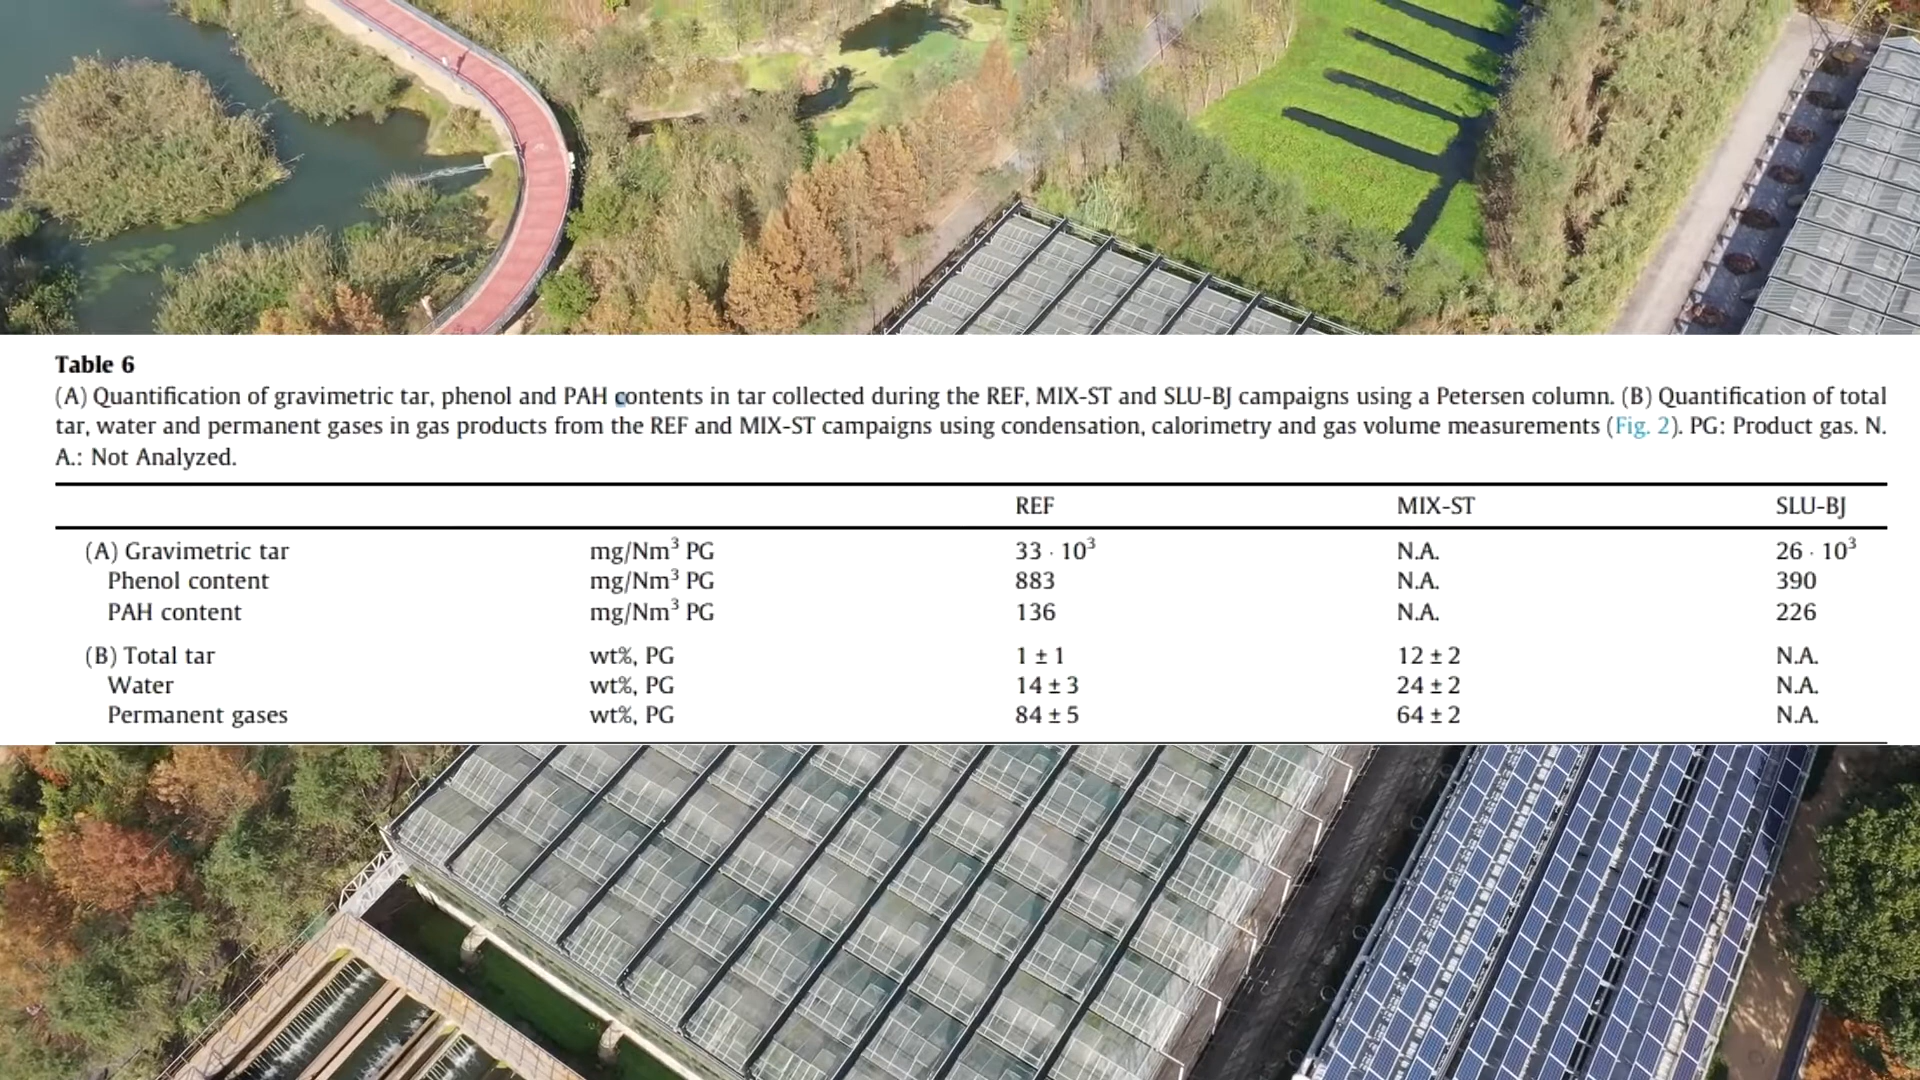 Table 6
(A) Quantification of gravimetric tar, phenol and PAH contents in tar collected during the REF, MIX-ST and SLU-BJ campaigns using a Petersen column. (B) Quantification of total
tar, water and permanent gases in gas products from the REF and MIX-ST campaigns using condensation, calorimetry and gas volume measurements (Fig. 2). PG: Product gas. N.
A.: Not Analyzed.
REF MIX-ST SLU-BJ
(A) Gravimetric tar mg/Nm³ PG 33 · 10³ N.A. 26 · 10³
Phenol content mg/Nm³ PG 883 N.A. 390
PAH content mg/Nm³ PG 136 N.A. 226
(B) Total tar wt%, PG 1 ± 1 12 ± 2 N.A.
Water wt%, PG 14 ± 3 24 ± 2 N.A.
Permanent gases wt%, PG 84 ± 5 64 ± 2 N.A.